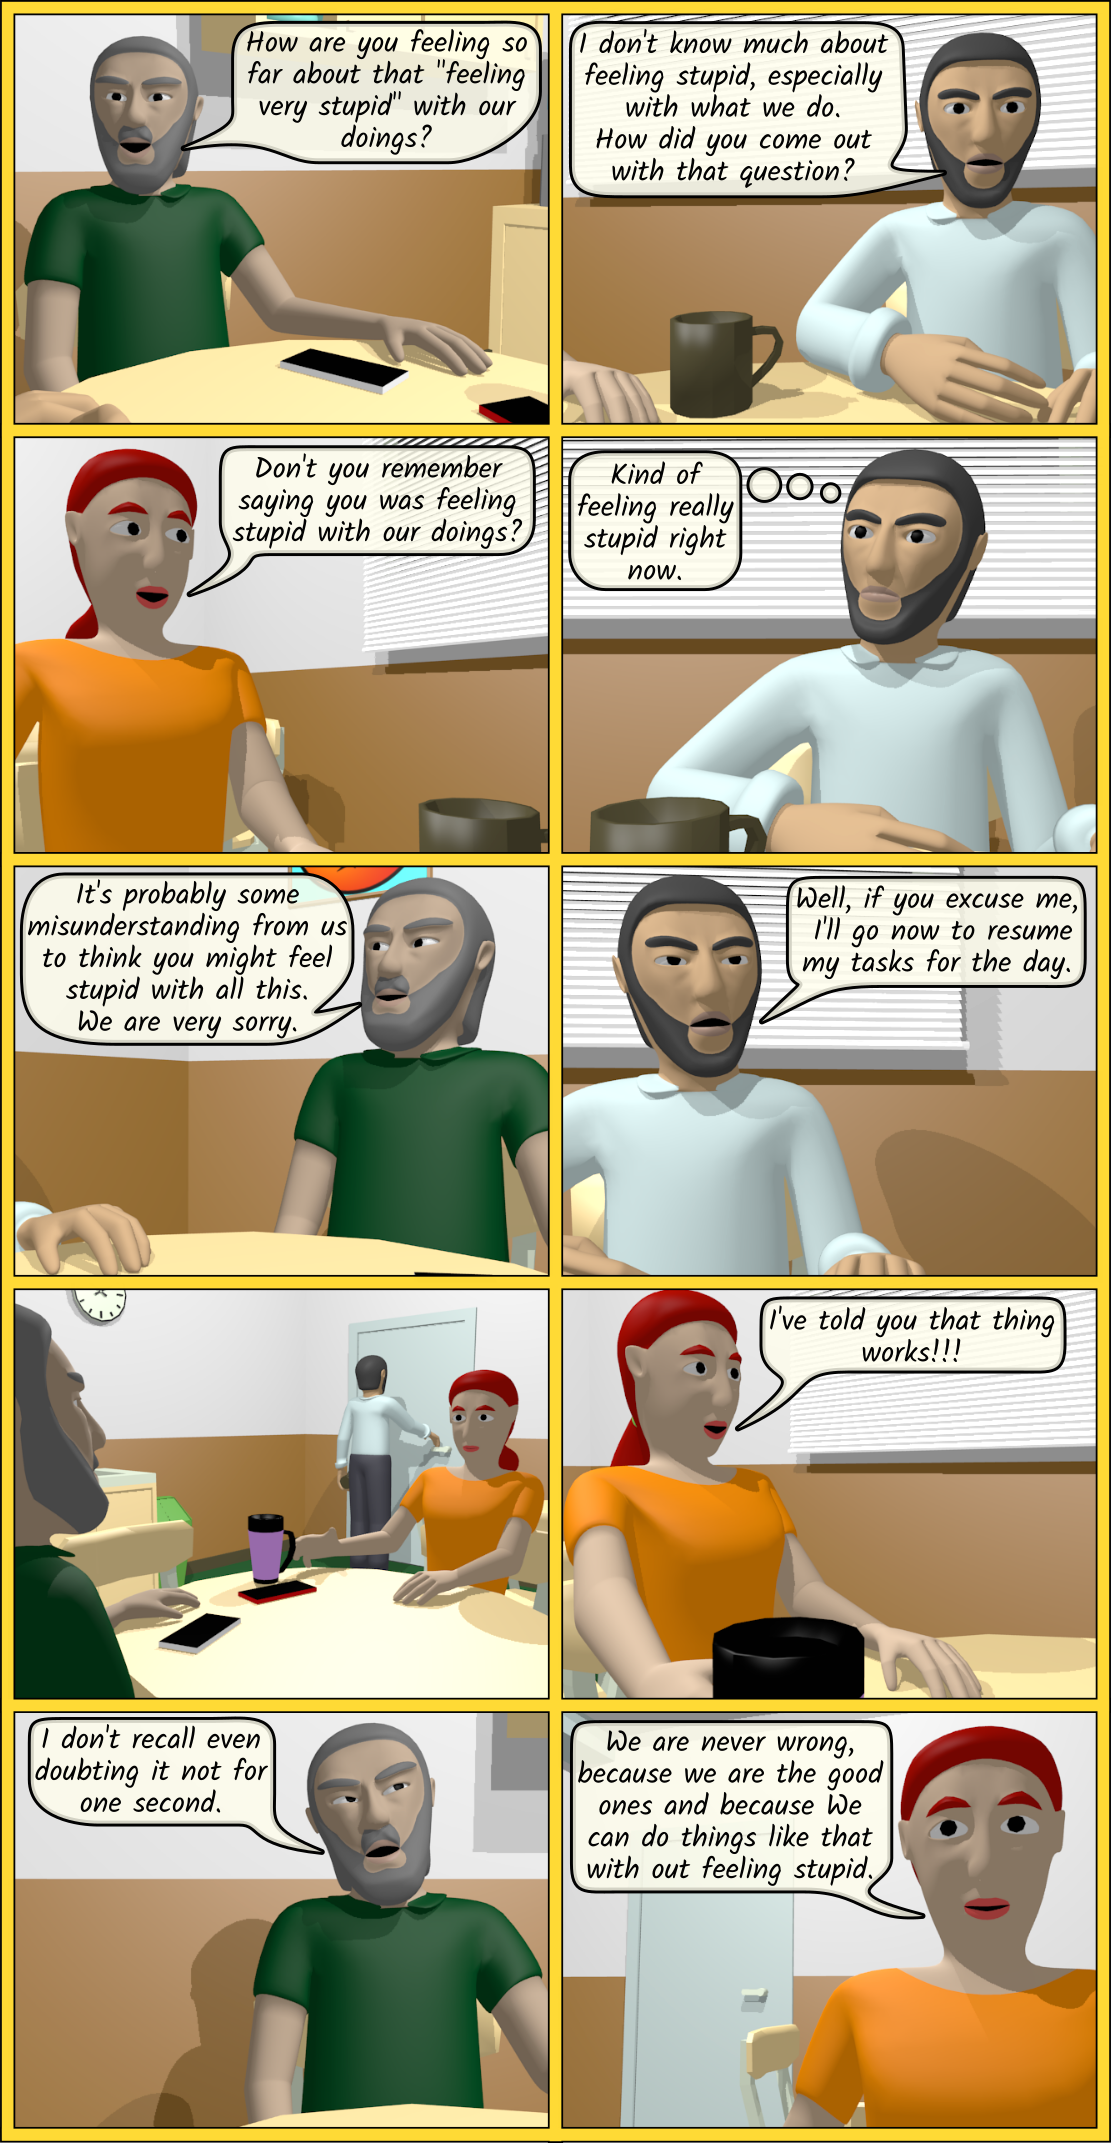 How are you feeling so
far about that "feeling
very stupid" with our
doings?
I don't know much about
feeling stupid, especially
with what we do.
How did you come out
with that question?
Don't you remember
saying you was feeling
stupid with our doings?
Kind of
feeling really
stupid right
now.
It's probably some
misunderstanding from us
to think you might feel
stupid with all this.
We are very sorry.
Well, if you excuse me,
I'll go now to resume
my tasks for the day.
I've told you that thing
works!!!
I don't recall even
doubting it not for
one second.
We are never wrong,
because we are the good
ones and because We
can do things like that
with out feeling stupid.